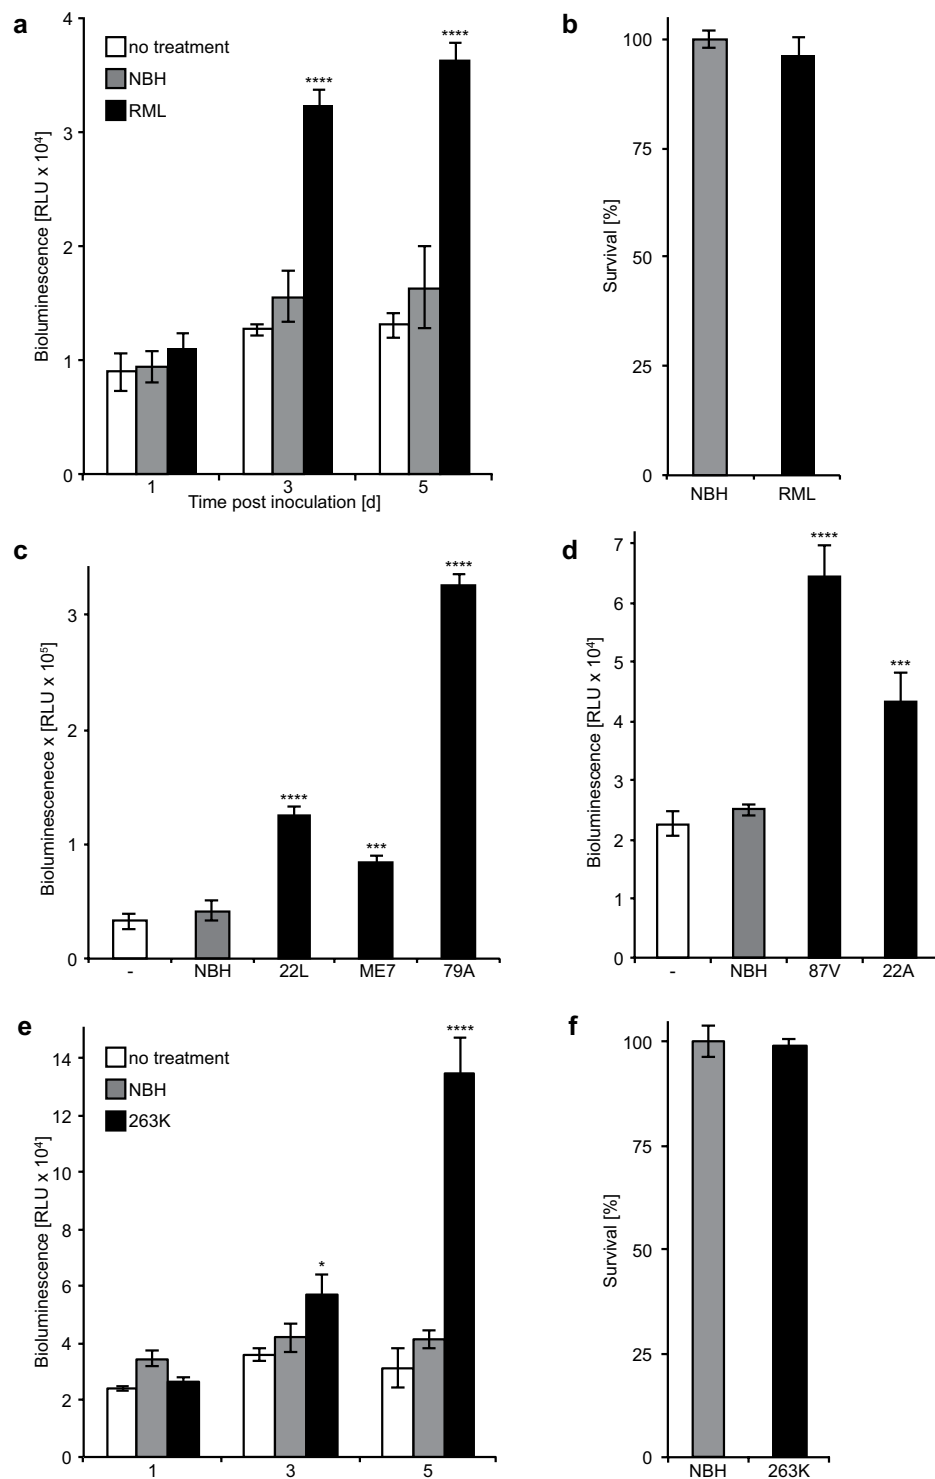 a
4
3
2
1
0
Bioluminescence [RLU x 10⁴]
no treatment
NBH
RML
****
****
1
3
5
Time post inoculation [d]
b
100
75
50
25
0
Survival [%]
NBH
RML
c
3
2
1
0
Bioluminesecence x [RLU x 10⁵]
****
***
****
-
NBH
22L
ME7
79A
d
7
6
5
4
3
2
1
0
Bioluminescence [RLU x 10⁴]
****
***
-
NBH
87V
22A
e
14
12
10
8
6
4
2
0
Bioluminescence [RLU x 10⁴]
no treatment
NBH
263K
*
****
1
3
5
f
100
75
50
25
0
Survival [%]
NBH
263K